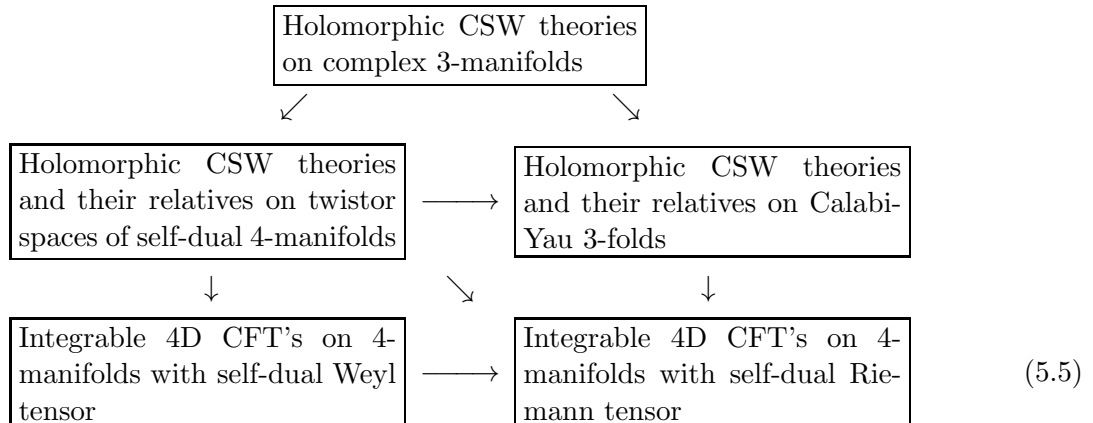 Holomorphic CSW theories
on complex 3-manifolds
Holomorphic CSW theories
and their relatives on twistor
spaces of self-dual 4-manifolds
Holomorphic CSW theories
and their relatives on Calabi-
Yau 3-folds
Integrable 4D CFT's on 4-
manifolds with self-dual Weyl
tensor
Integrable 4D CFT's on 4-
manifolds with self-dual Rie-
mann tensor
(5.5)